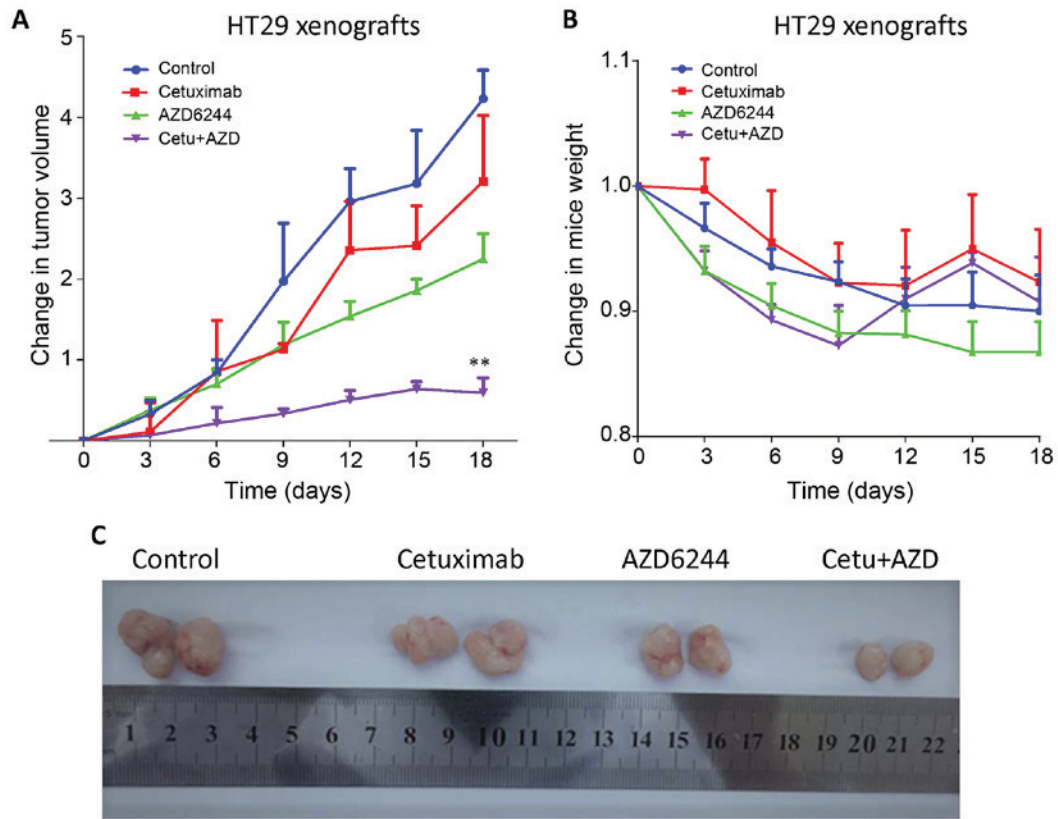 A
HT29 xenografts
Change in tumor volume
5
4
3
2
1
Control
Cetuximab
AZD6244
Cetu+AZD
**
0 3 6 9 12 15 18
Time (days)
B
HT29 xenografts
Change in mice weight
1.1
1.0
0.9
0.8
Control
Cetuximab
AZD6244
Cetu+AZD
0 3 6 9 12 15 18
Time (days)
C
Control Cetuximab AZD6244 Cetu+AZD
1 2 3 4 5 6 7 8 9 10 11 12 13 14 15 16 17 18 19 20 21 22